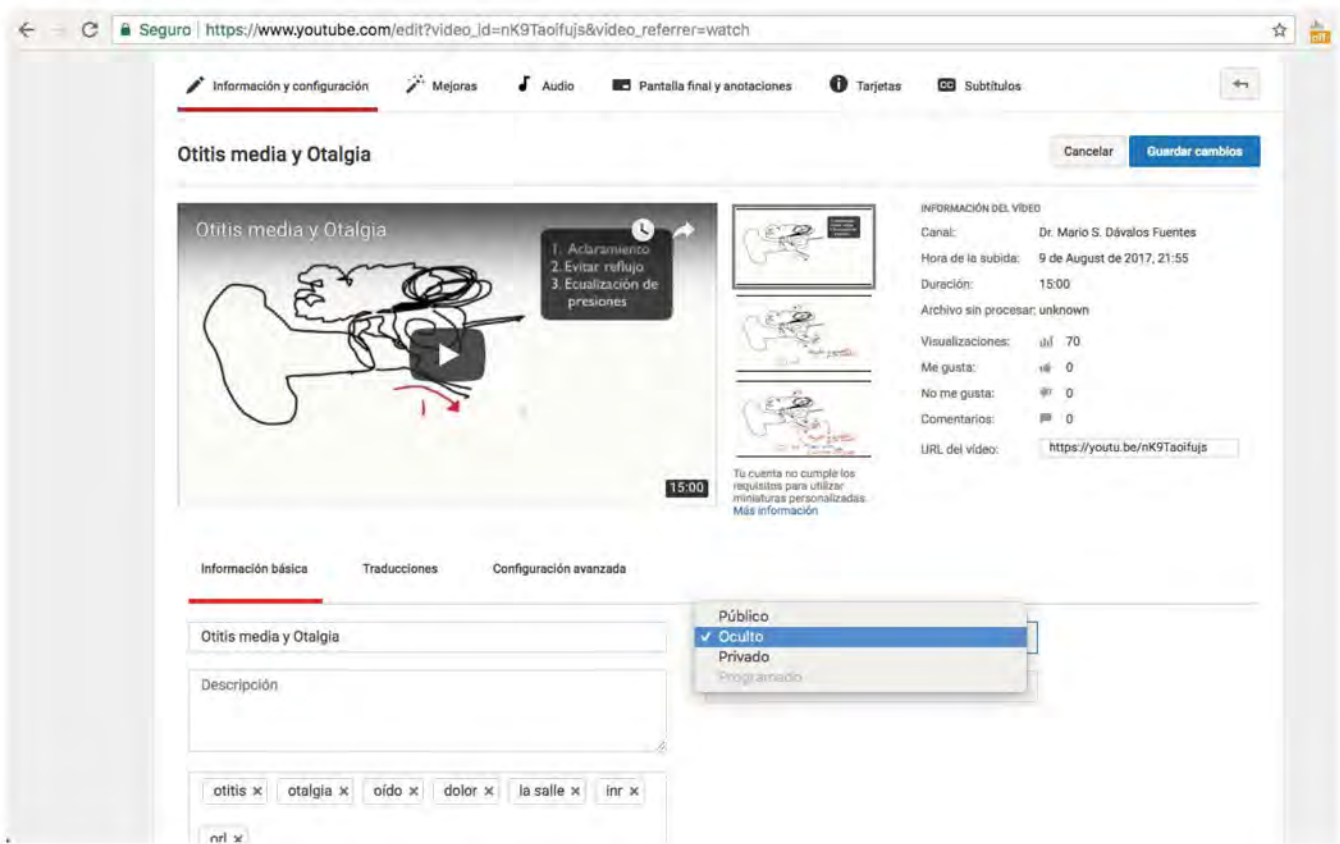 Seguro https://www.youtube.com/edit?video_id=nK9Taoifujs&video_referrer=watch
off
Información y configuración Mejoras Audio Pantalla final y anotaciones Tarjetas CC Subtítulos
Otitis media y Otalgia
Cancelar Guardar cambios
Otitis media y Otalgia
1. Aclaramiento
2. Evitar reflujo
3. Ecualización de
presiones
1
15:00
Tu cuenta no cumple los
requisitos para utilizar
miniaturas personalizadas.
Más información
INFORMACIÓN DEL VÍDEO
Canal: Dr. Mario S. Dávalos Fuentes
Hora de la subida: 9 de August de 2017, 21:55
Duración: 15:00
Archivo sin procesar: unknown
Visualizaciones: 70
Me gusta: 0
No me gusta: 0
Comentarios: 0
URL del vídeo: https://youtu.be/nK9Taoifujs
Información básica Traducciones Configuración avanzada
Otitis media y Otalgia
Público
✓ Oculto
Privado
Programado
Descripción
otitis × otalgia × oído × dolor × la salle × inr ×
orl ×